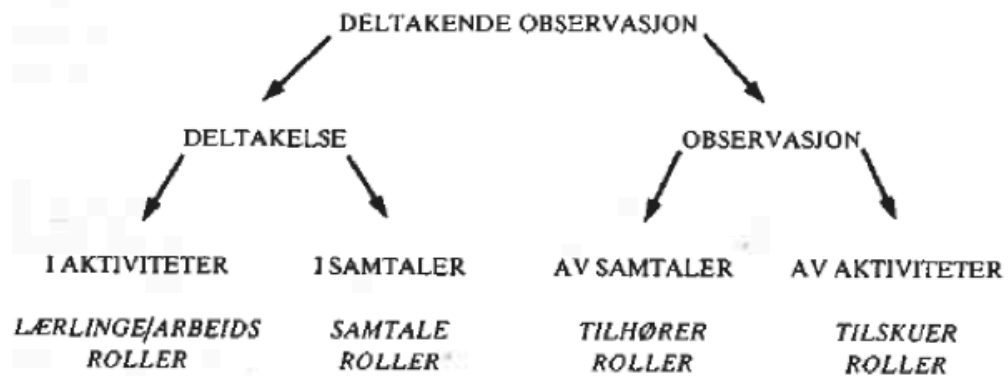 DELTAKENDE OBSERVASJON
DELTAKELSE
OBSERVASJON
I AKTIVITETER
I SAMTALER
AV SAMTALER
AV AKTIVITETER
LÆRLINGE/ARBEIDS
ROLLER
SAMTALE
ROLLER
TILHØRER
ROLLER
TILSKUER
ROLLER